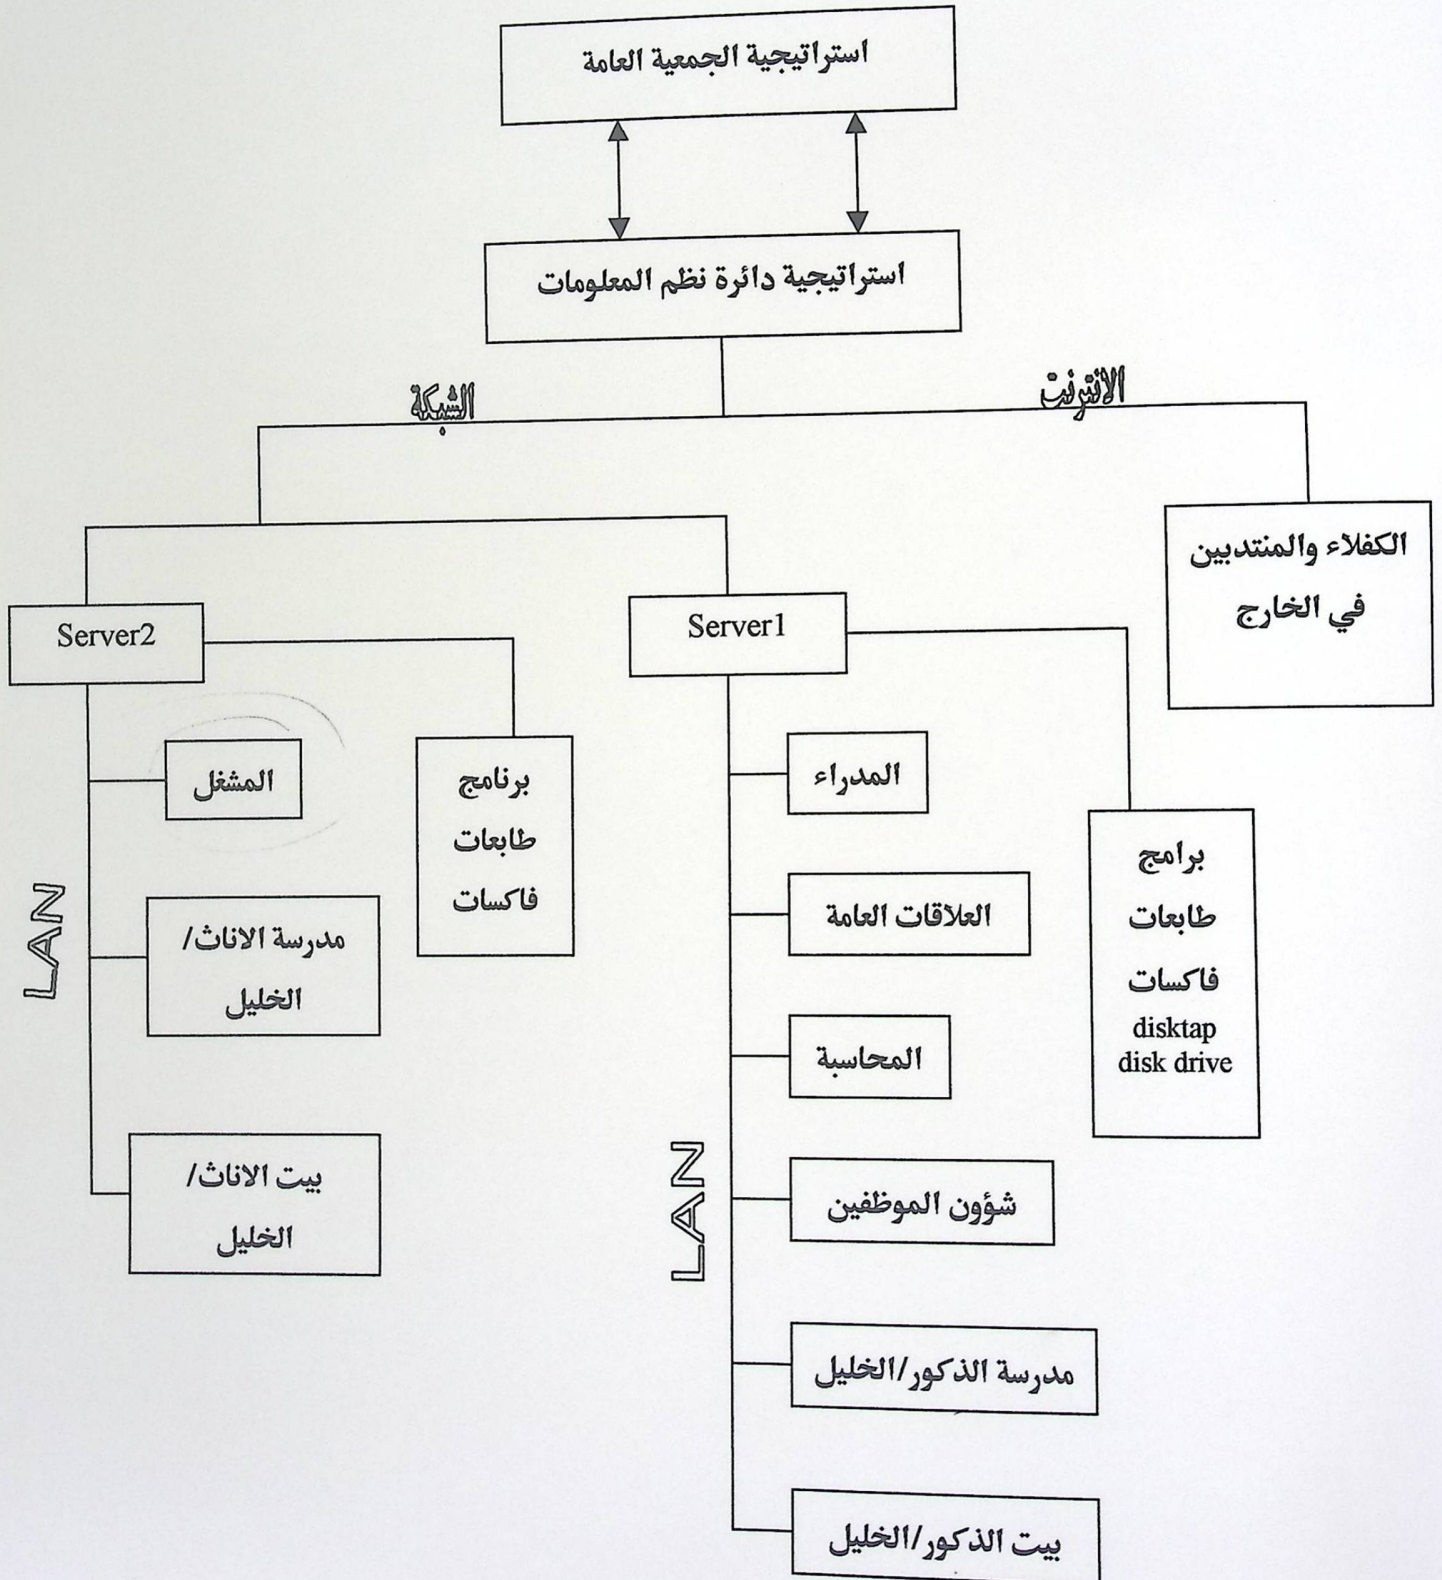 استراتيجية الجمعية العامة
استراتيجية دائرة نظم المعلومات
الانترنت
الشبكة
الكفلاء والمنتدبين
في الخارج
Server1
Server2
المدراء
العلاقات العامة
المحاسبة
شؤون الموظفين
مدرسة الذكور/الخليل
بيت الذكور/الخليل
برامج
طابعات
فاكسات
disktap
disk drive
LAN
المشغل
مدرسة الاناث/
الخليل
بيت الاناث/
الخليل
برنامج
طابعات
فاكسات
LAN